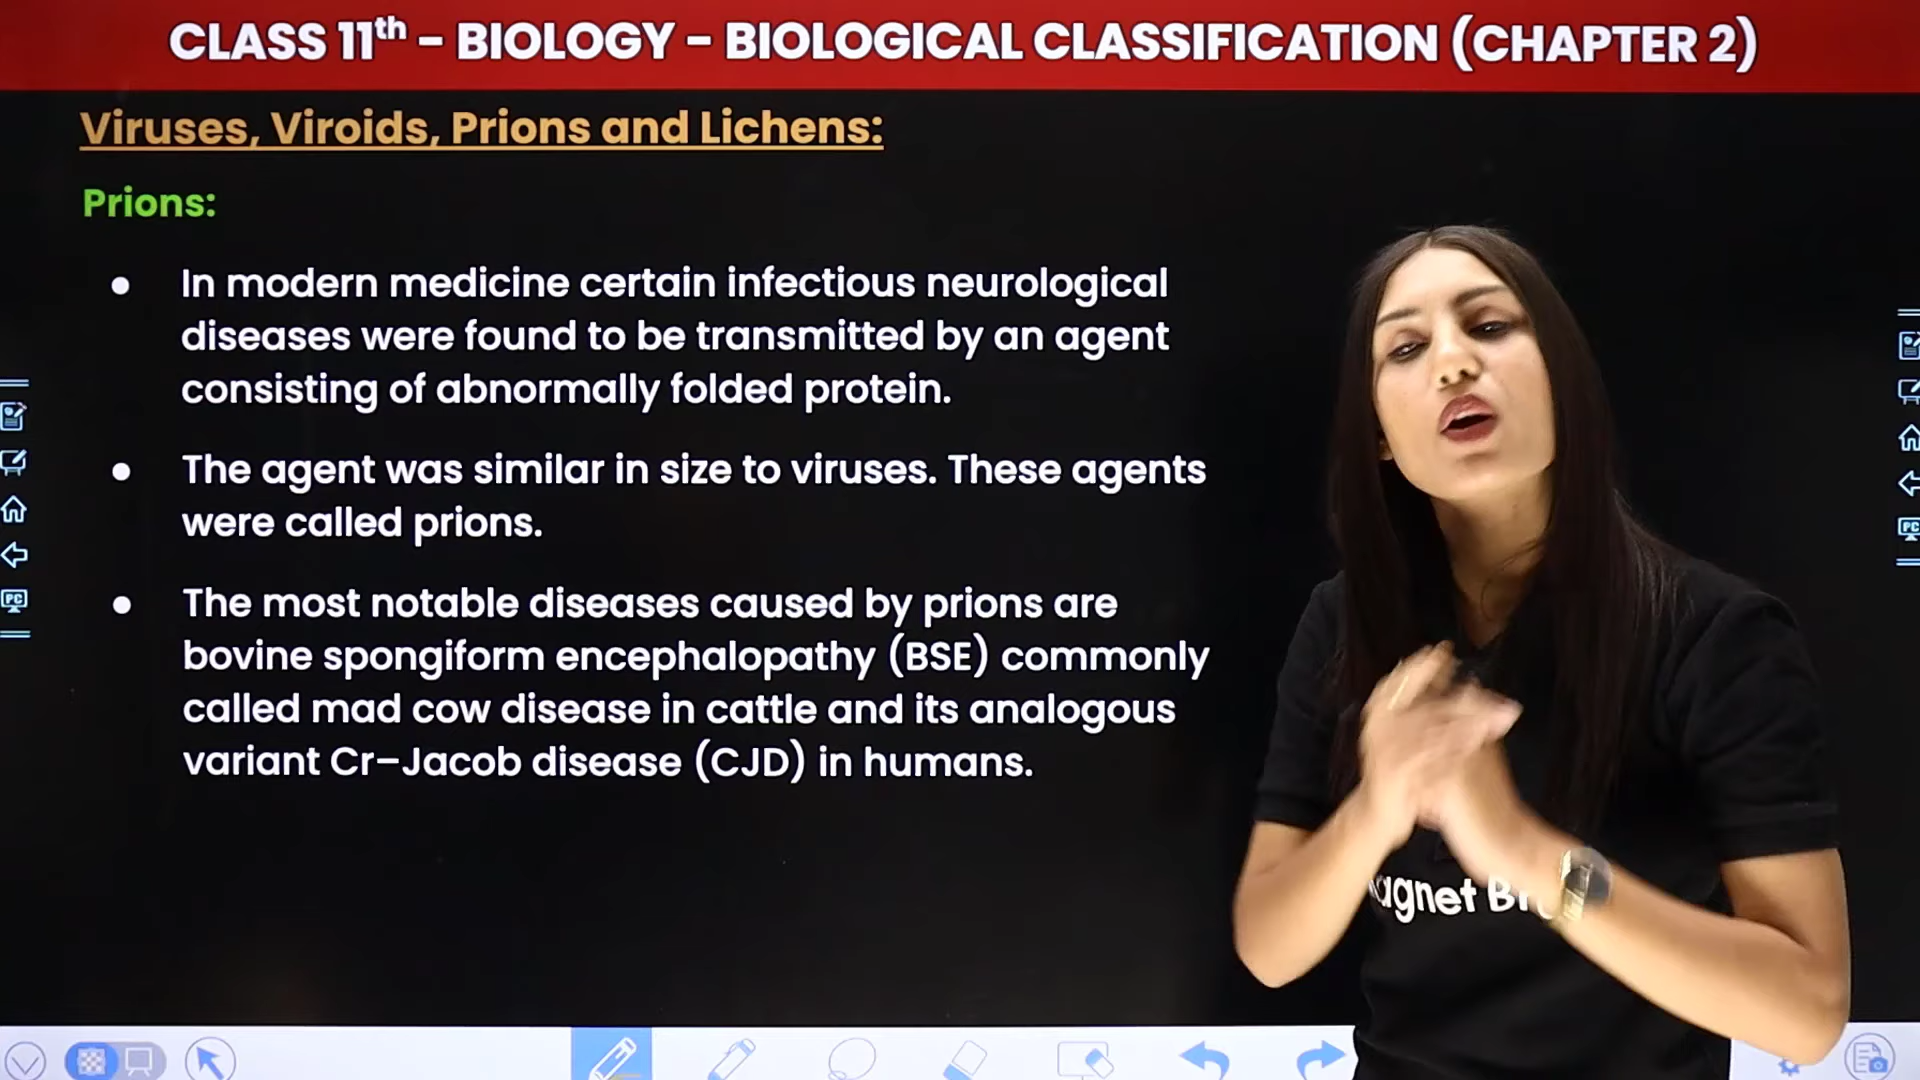 CLASS 11th - BIOLOGY - BIOLOGICAL CLASSIFICATION (CHAPTER 2)
Viruses, Viroids, Prions and Lichens:
Prions:
● In modern medicine certain infectious neurological
diseases were found to be transmitted by an agent
consisting of abnormally folded protein.
● The agent was similar in size to viruses. These agents
were called prions.
● The most notable diseases caused by prions are
bovine spongiform encephalopathy (BSE) commonly
called mad cow disease in cattle and its analogous
variant Cr–Jacob disease (CJD) in humans.
PC
PC